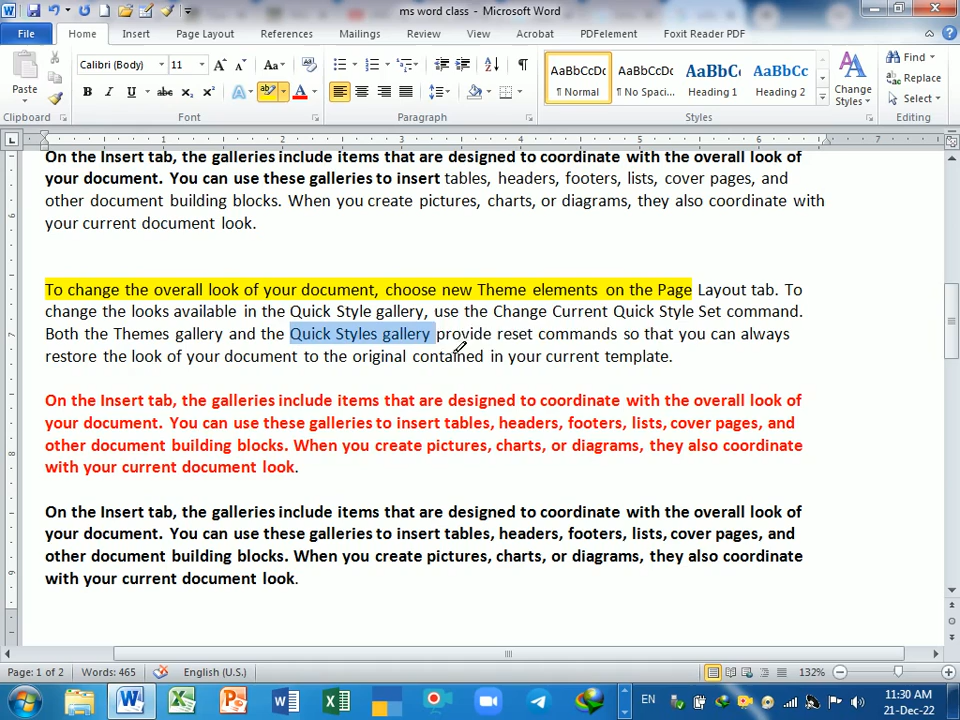 ms word class - Microsoft Word
File Home Insert Page Layout References Mailings Review View Acrobat PDFelement Foxit Reader PDF
Paste
Calibri (Body) 11
Find
Replace
Select
AaBbCcDc AaBbCcDc AaBbC AaBbCc
¶ Normal ¶ No Spaci... Heading 1 Heading 2
Change Styles
Clipboard Font Paragraph Styles Editing
1 2 3 4 5 6 7
On the Insert tab, the galleries include items that are designed to coordinate with the overall look of
your document. You can use these galleries to insert tables, headers, footers, lists, cover pages, and
other document building blocks. When you create pictures, charts, or diagrams, they also coordinate with
your current document look.
To change the overall look of your document, choose new Theme elements on the Page Layout tab. To
change the looks available in the Quick Style gallery, use the Change Current Quick Style Set command.
Both the Themes gallery and the Quick Styles gallery provide reset commands so that you can always
restore the look of your document to the original contained in your current template.
On the Insert tab, the galleries include items that are designed to coordinate with the overall look of
your document. You can use these galleries to insert tables, headers, footers, lists, cover pages, and
other document building blocks. When you create pictures, charts, or diagrams, they also coordinate
with your current document look.
On the Insert tab, the galleries include items that are designed to coordinate with the overall look of
your document. You can use these galleries to insert tables, headers, footers, lists, cover pages, and
other document building blocks. When you create pictures, charts, or diagrams, they also coordinate
with your current document look.
Page: 1 of 2 Words: 465 English (U.S.) 132%
EN 11:30 AM
21-Dec-22